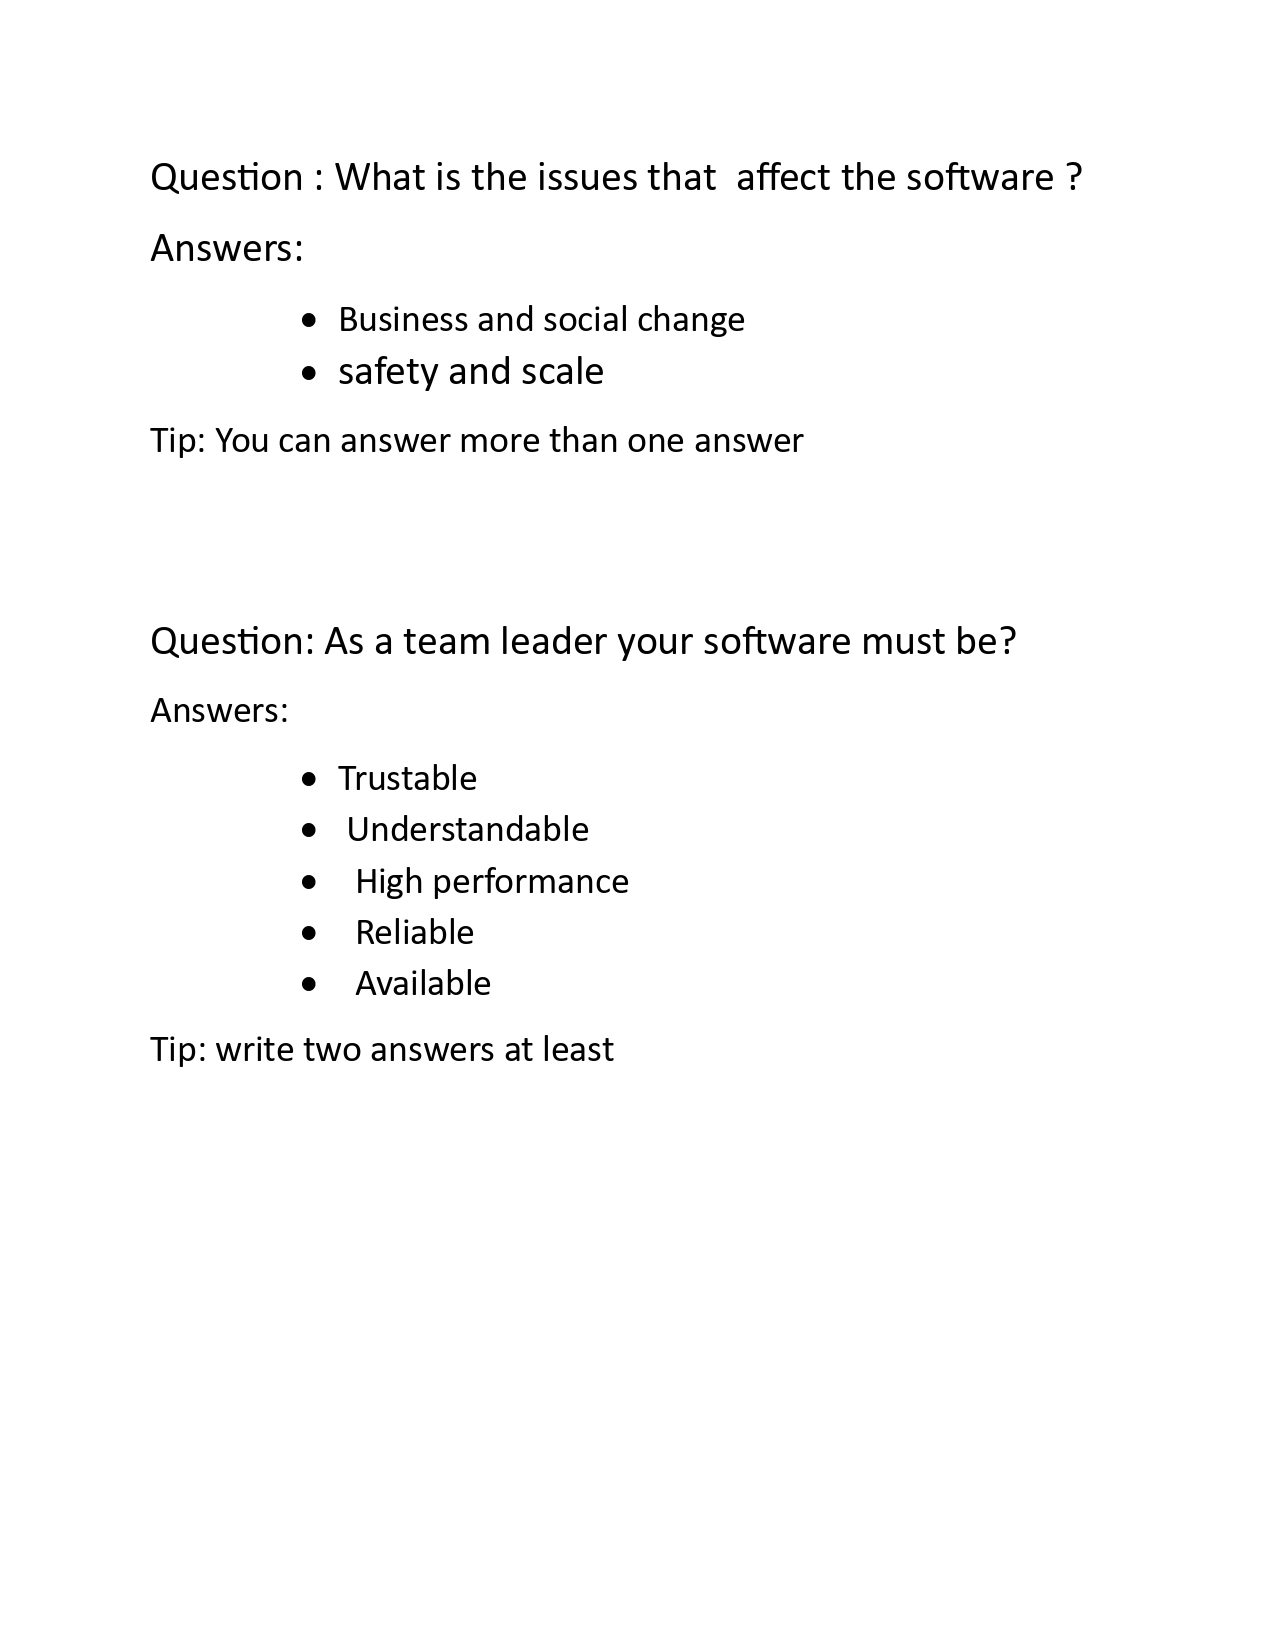 Question : What is the issues that  affect the software ?
Answers:
• Business and social change
• safety and scale
Tip: You can answer more than one answer
Question: As a team leader your software must be?
Answers:
• Trustable
• Understandable
• High performance
• Reliable
• Available
Tip: write two answers at least